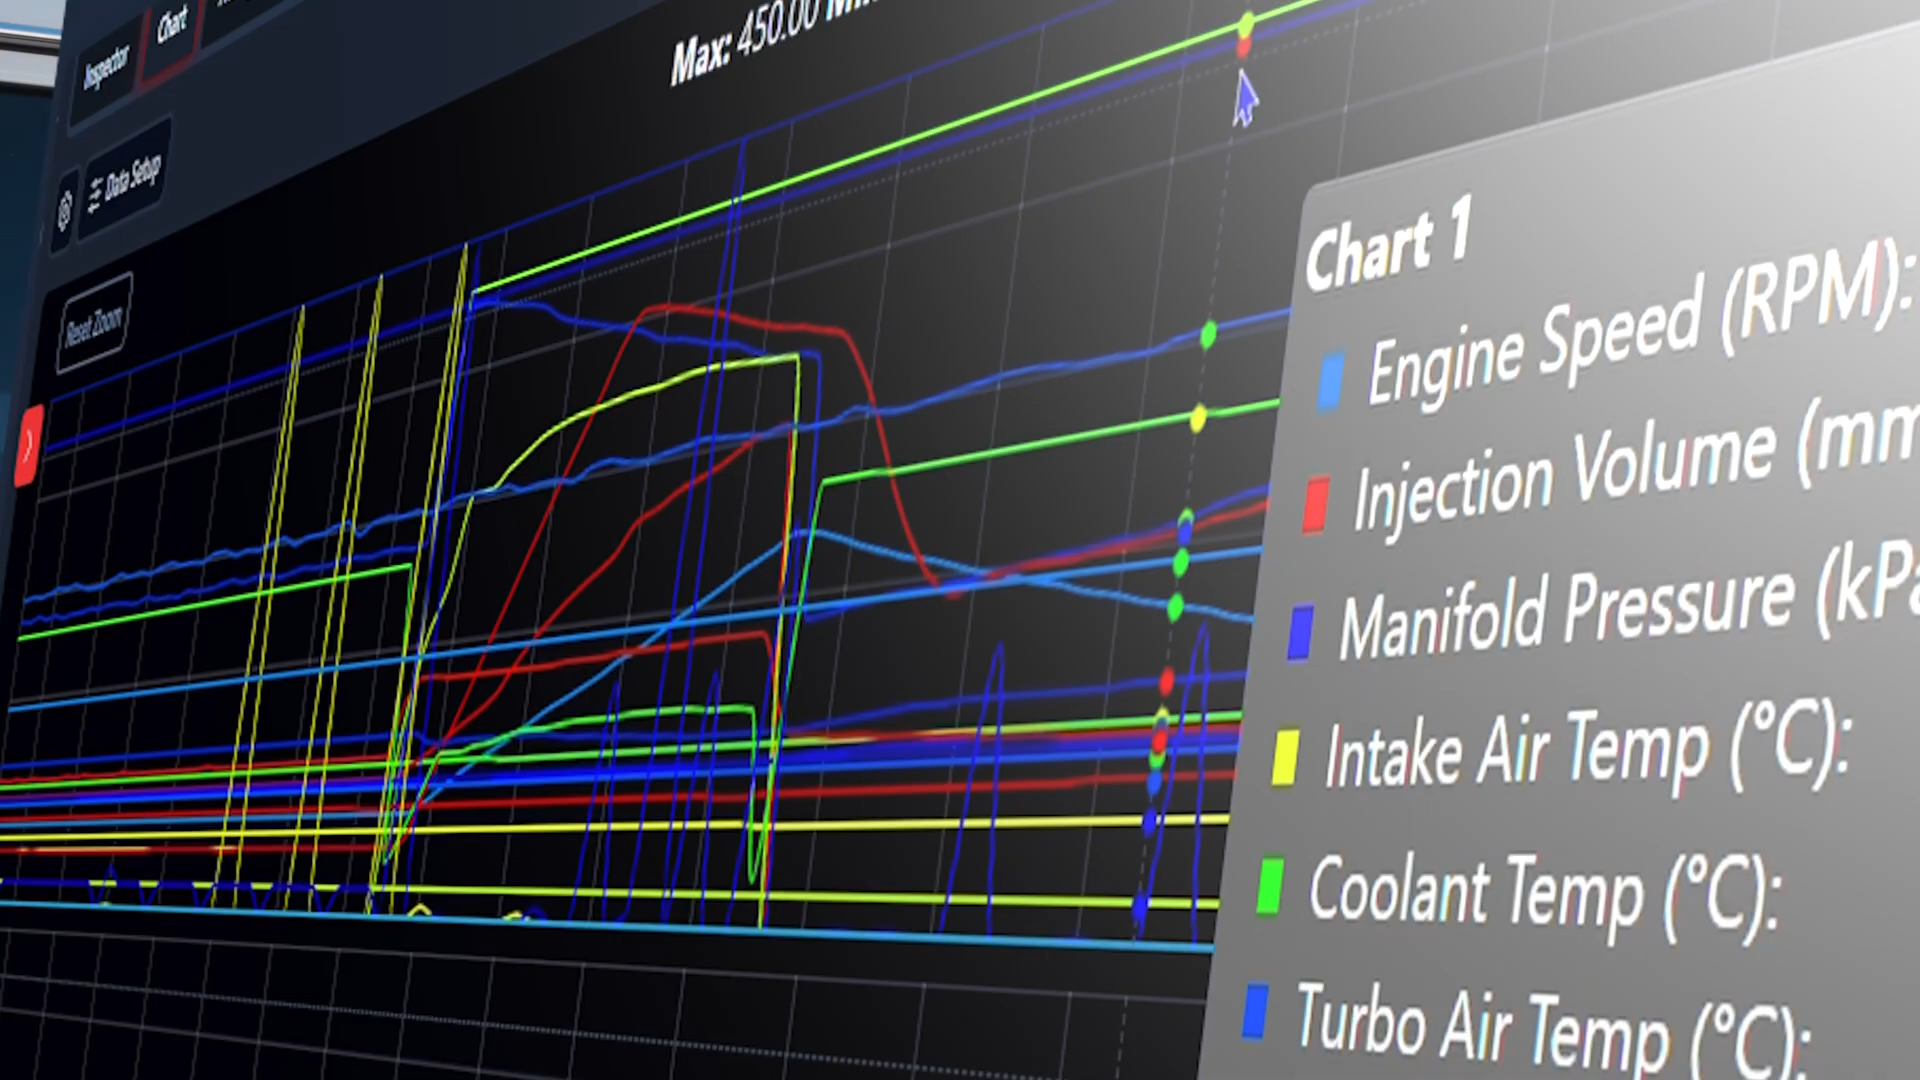 Inspector
Chart
Max: 450.00
Data Setup
Reset Zoom
Chart 1
Engine Speed (RPM):
Injection Volume (mm
Manifold Pressure (kPa
Intake Air Temp (°C):
Coolant Temp (°C):
Turbo Air Temp (°C):